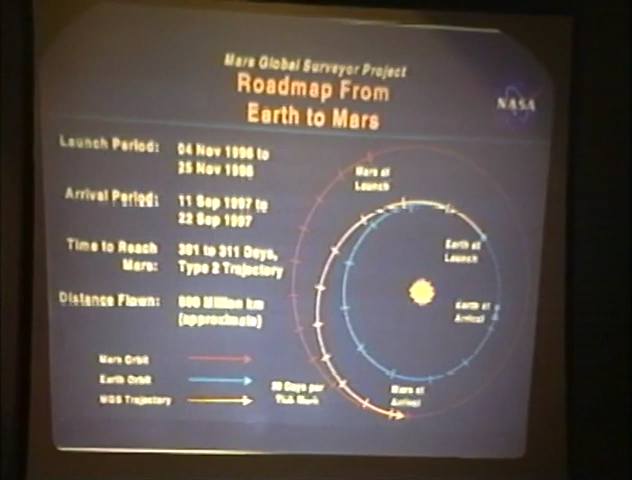 Mars Global Surveyor Project
Roadmap From
Earth to Mars
NASA
Launch Period: 04 Nov 1996 to
25 Nov 1996
Arrival Period: 11 Sep 1997 to
22 Sep 1997
Time to Reach 301 to 311 Days,
Mars: Type 2 Trajectory
Distance Flown: Million km
(approximate)
Mars at
Launch
Earth at
Launch
Earth at
Arrival
Mars at
Arrival
Mars Orbit
Earth Orbit
MGS Trajectory
Days per
Tick Mark